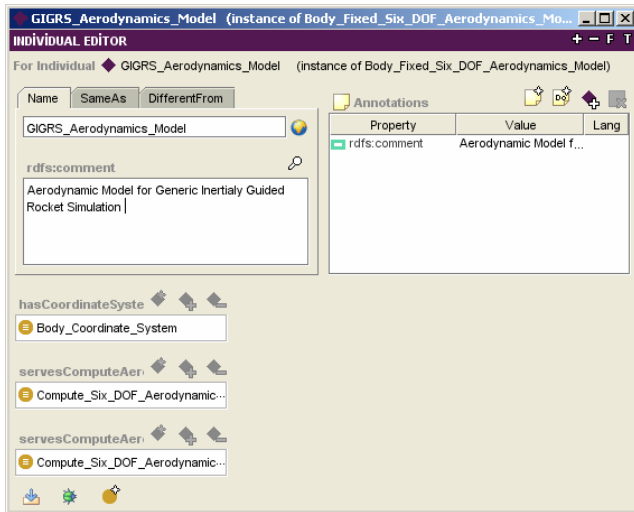 GIGRS_Aerodynamics_Model (instance of Body_Fixed_Six_DOF_Aerodynamics_Mo...
INDIVIDUAL EDITOR + − F T
For Individual GIGRS_Aerodynamics_Model (instance of Body_Fixed_Six_DOF_Aerodynamics_Model)
Name SameAs DifferentFrom
GIGRS_Aerodynamics_Model
rdfs:comment
Aerodynamic Model for Generic Inertialy Guided
Rocket Simulation
Annotations
Property Value Lang
rdfs:comment Aerodynamic Model f...
hasCoordinateSyste
Body_Coordinate_System
servesComputeAer
Compute_Six_DOF_Aerodynamic...
servesComputeAer
Compute_Six_DOF_Aerodynamic...